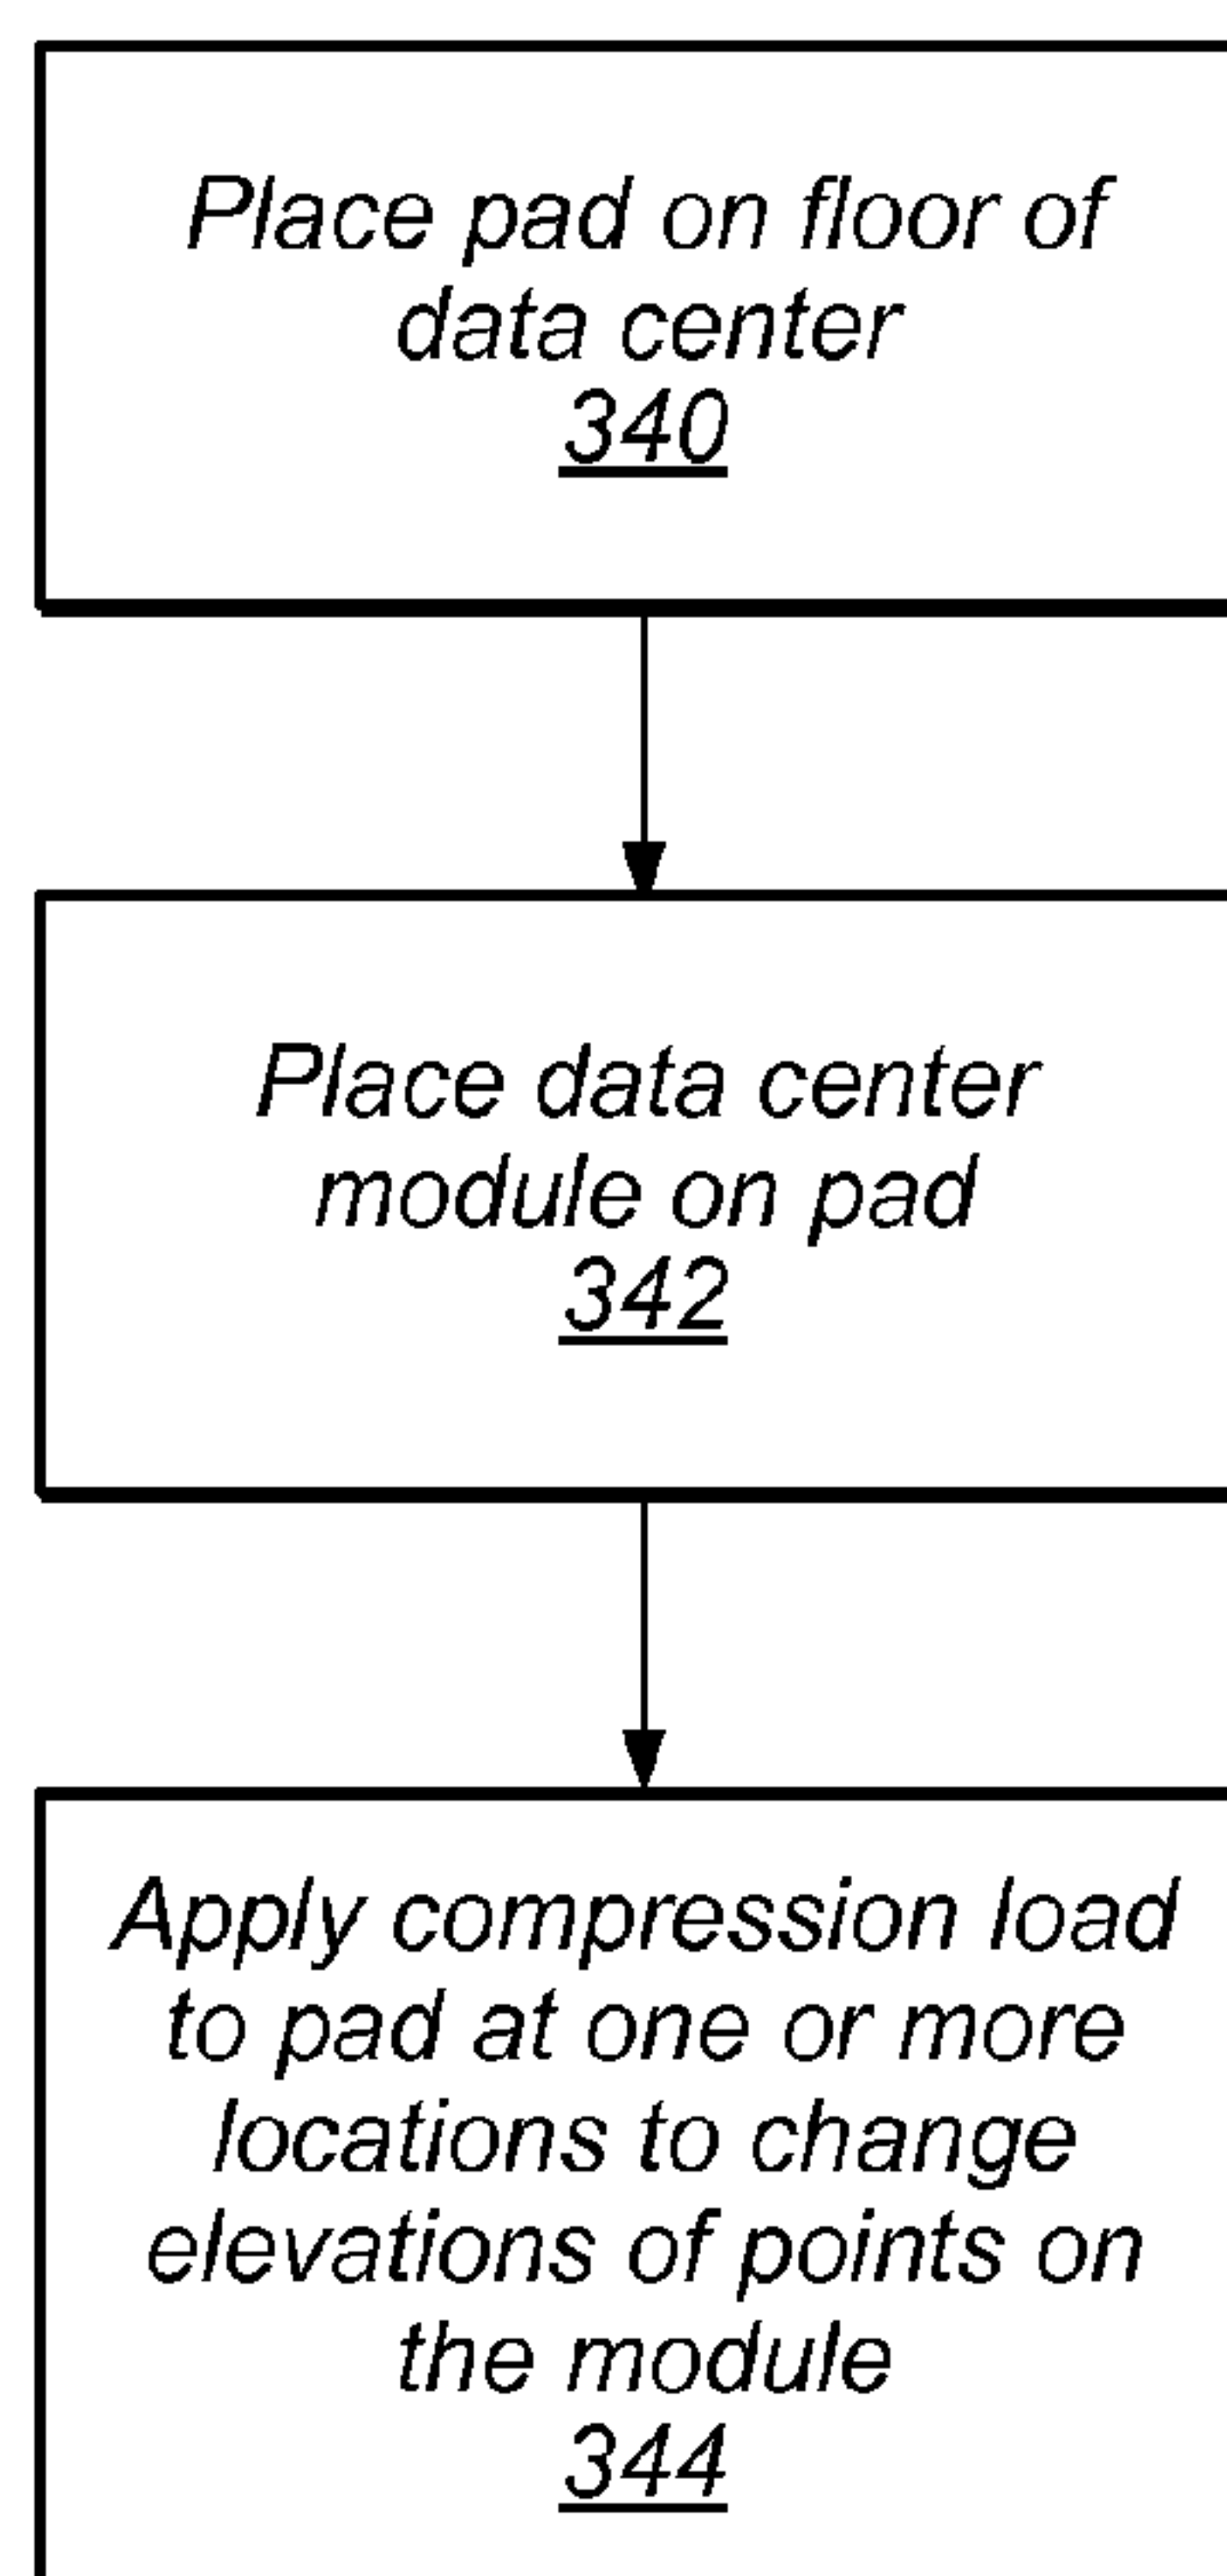 Place pad on floor of
data center
340
Place data center
module on pad
342
Apply compression load
to pad at one or more
locations to change
elevations of points on
the module
344